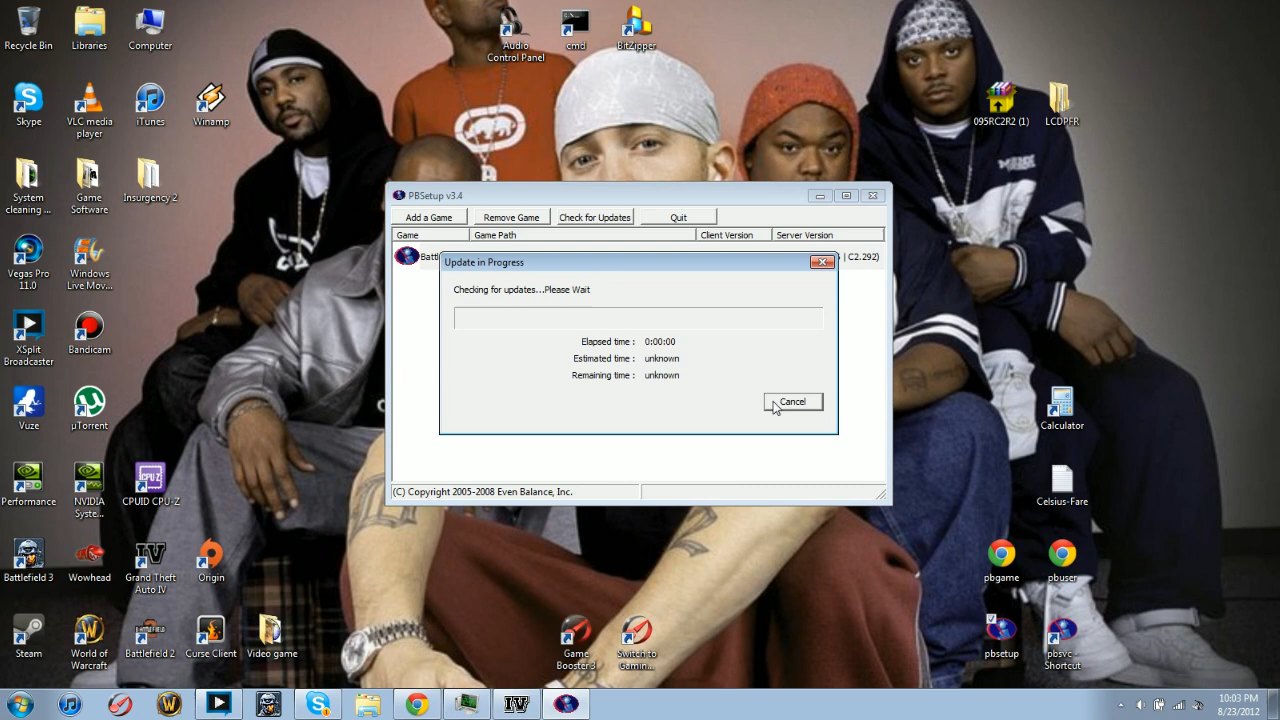 Recycle Bin
Libraries
Computer
Audio
Control Panel
cmd
BitZipper
Skype
VLC media
player
iTunes
Winamp
095RC2R2 (1)
LCDPFR
System
cleaning ...
Game
Software
Insurgency 2
Vegas Pro
11.0
Windows
Live Mov...
XSplit
Broadcaster
Bandicam
Vuze
µTorrent
Calculator
Performance
NVIDIA
Syste...
CPUID CPU-Z
Celsius-Fare
Battlefield 3
Wowhead
Grand Theft
Auto IV
Origin
pbgame
pbuser
Steam
World of
Warcraft
Battlefield 2
Curse Client
Video game
Game
Booster 3
Switch to
Gamin...
pbsetup
pbsvc -
Shortcut
PBSetup v3.4
Add a Game
Remove Game
Check for Updates
Quit
Game
Game Path
Client Version
Server Version
Battl
| C2.292)
Update in Progress
Checking for updates...Please Wait
Elapsed time : 0:00:00
Estimated time : unknown
Remaining time : unknown
Cancel
(C) Copyright 2005-2008 Even Balance, Inc.
10:03 PM
8/23/2012